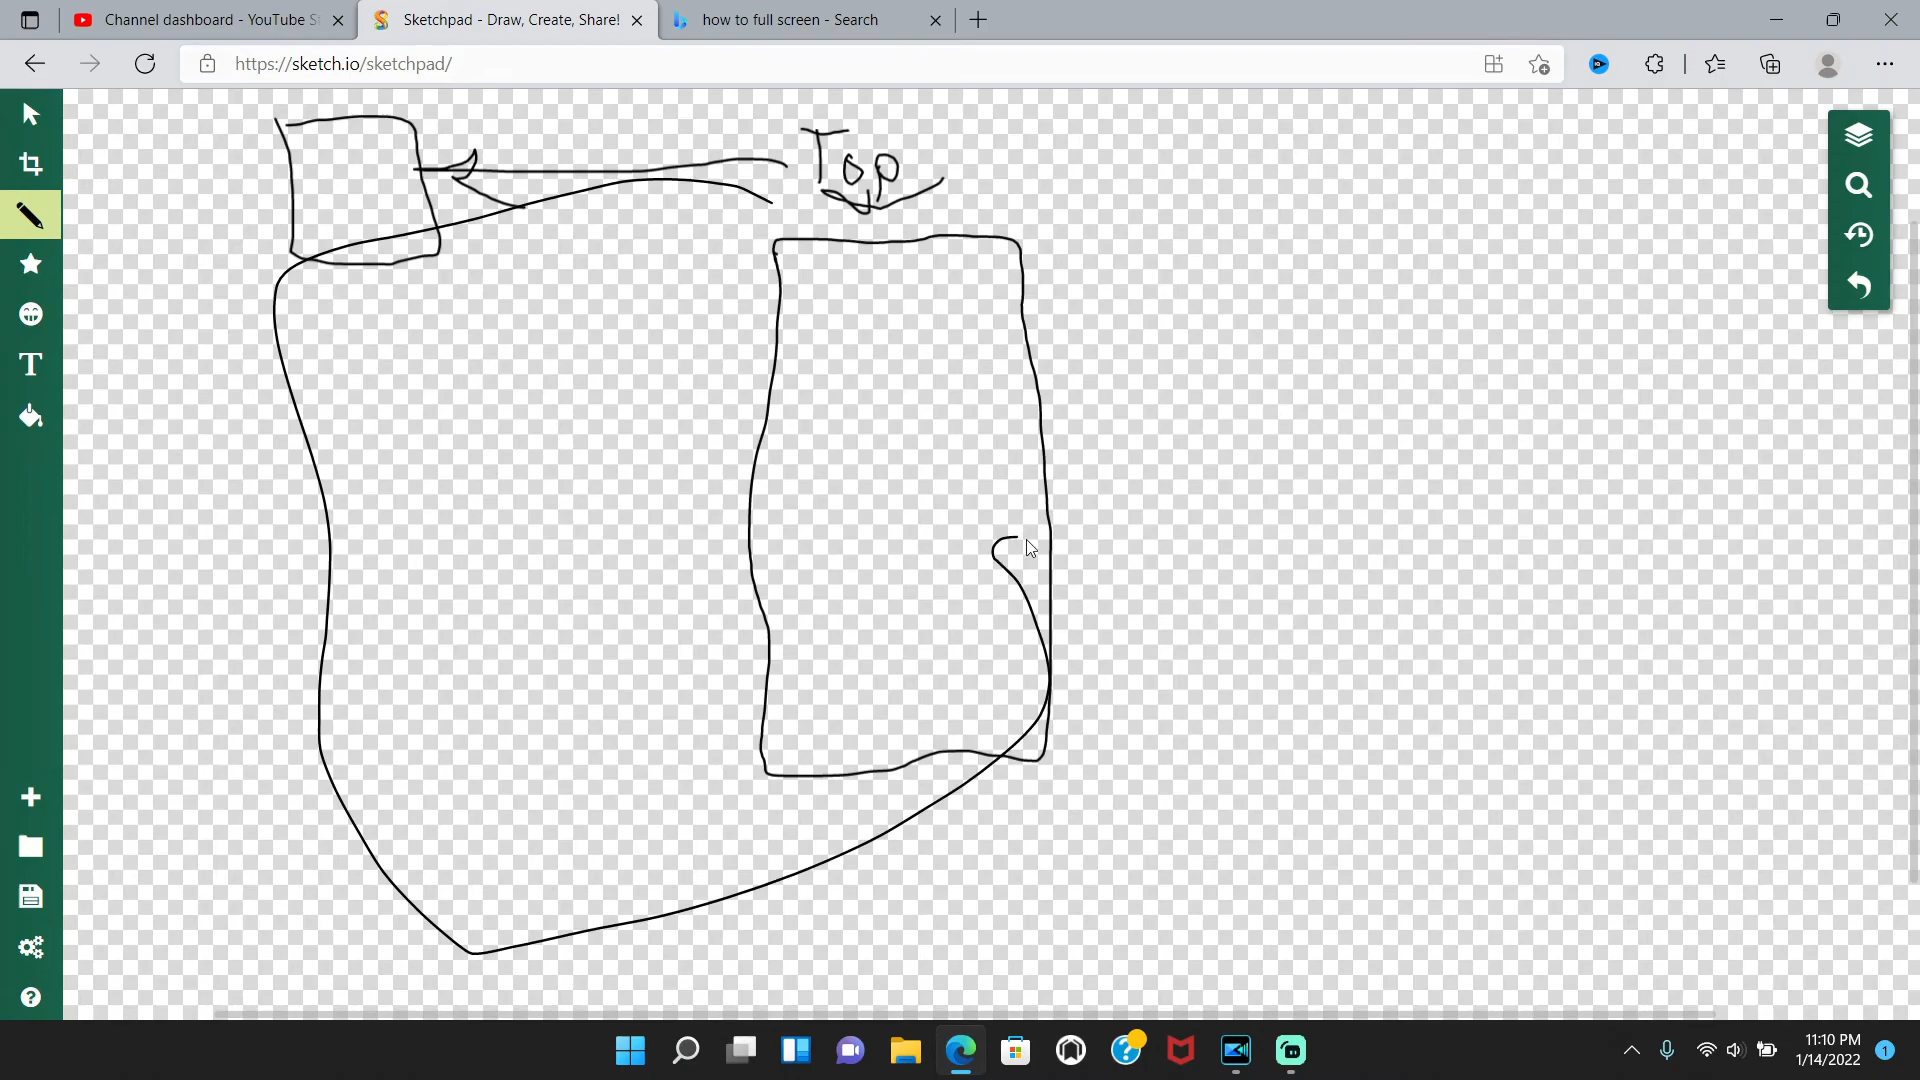 Channel dashboard - YouTube S
Sketchpad - Draw, Create, Share!
how to full screen - Search
https://sketch.io/sketchpad/
Top
T
11:10 PM
1/14/2022
1